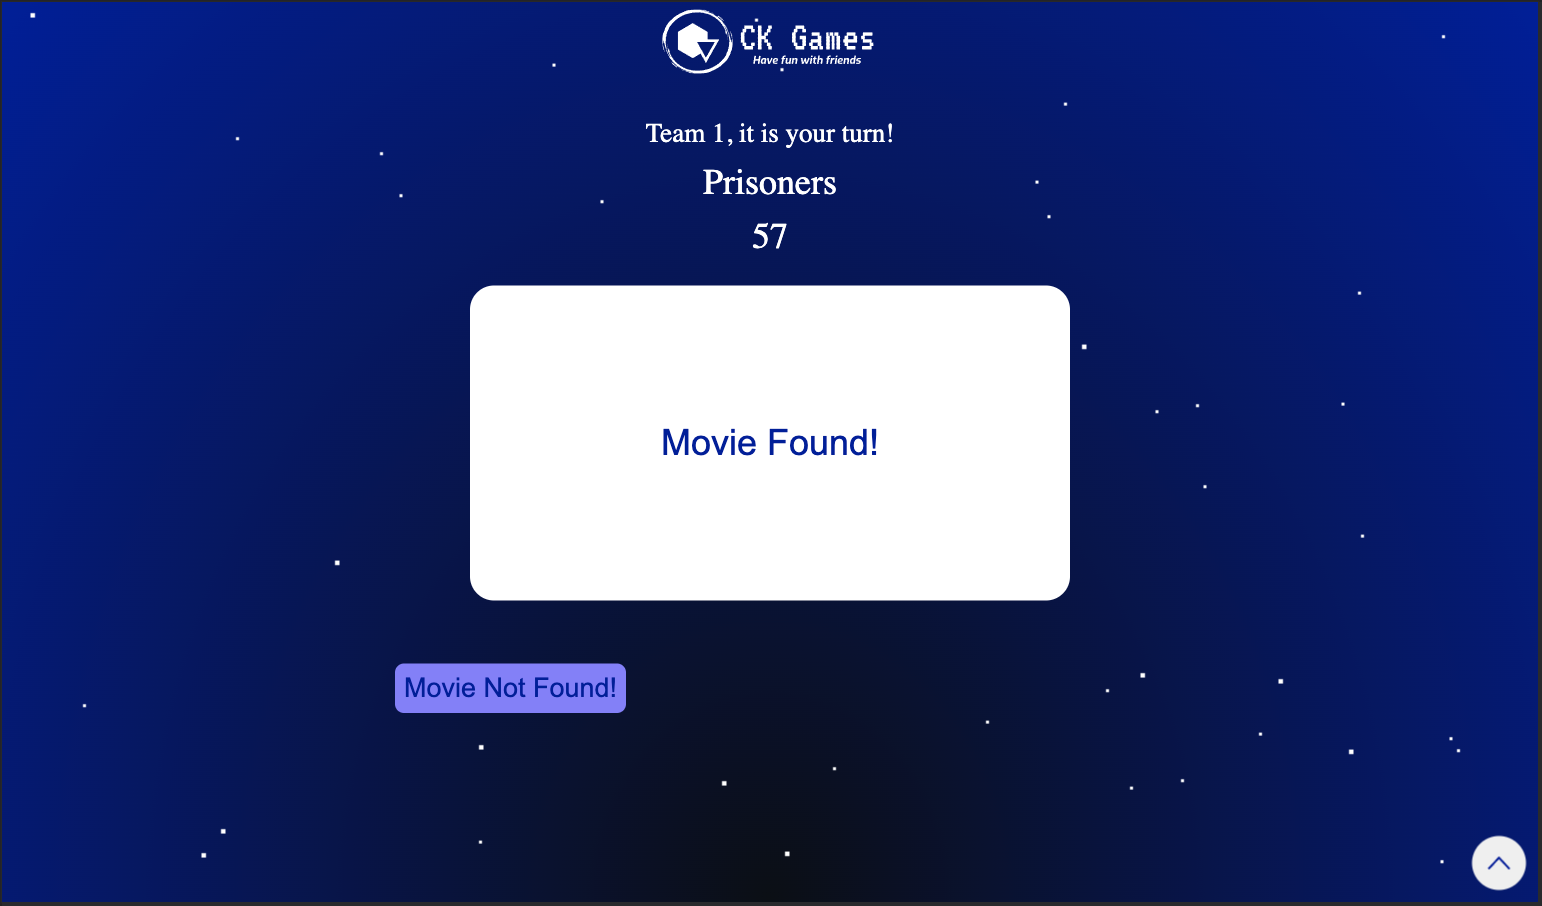 CK Games
Have fun with friends
Team 1, it is your turn!
Prisoners
57
Movie Found!
Movie Not Found!